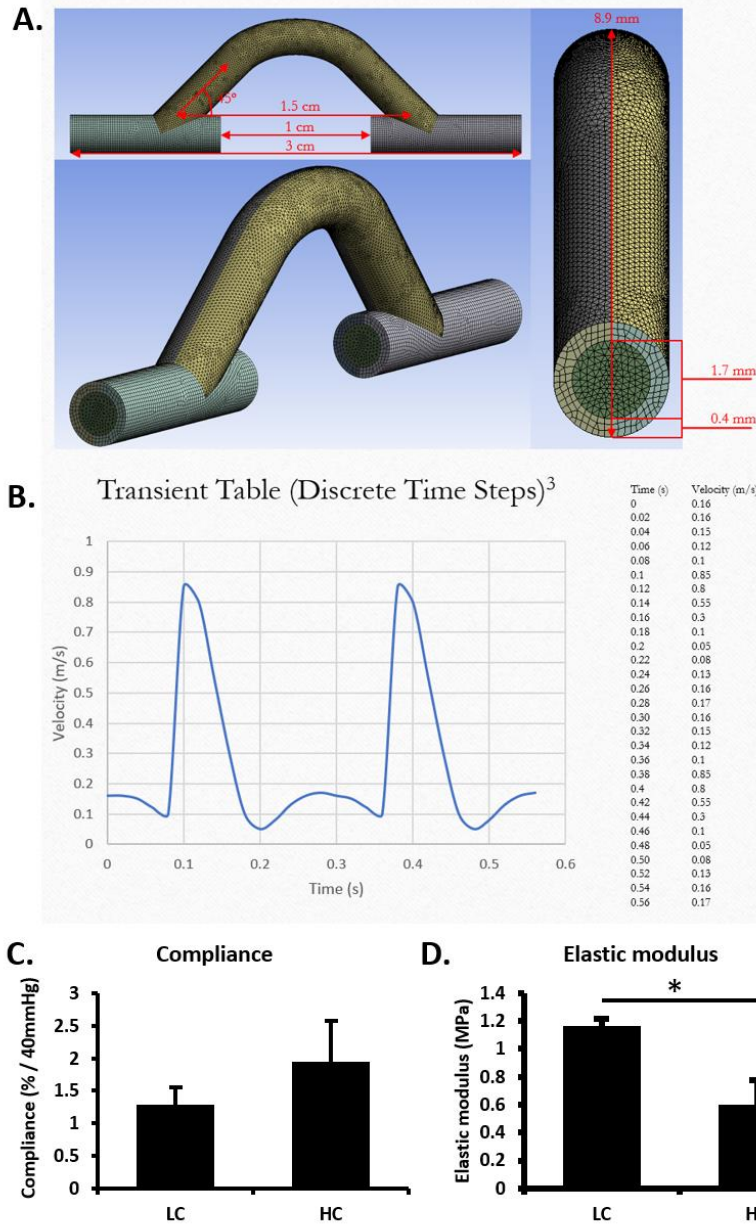 A.
8.9 mm
45°
1.5 cm
1 cm
3 cm
1.7 mm
0.4 mm
B.
Transient Table (Discrete Time Steps)3
Velocity (m/s)
1
0.9
0.8
0.7
0.6
0.5
0.4
0.3
0.2
0.1
0
0 0.1 0.2 0.3 0.4 0.5 0.6
Time (s)
Time (s) Velocity (m/s)
0 0.16
0.02 0.16
0.04 0.15
0.06 0.12
0.08 0.1
0.1 0.85
0.12 0.8
0.14 0.55
0.16 0.3
0.18 0.1
0.2 0.05
0.22 0.08
0.24 0.13
0.26 0.16
0.28 0.17
0.30 0.16
0.32 0.15
0.34 0.12
0.36 0.1
0.38 0.85
0.4 0.8
0.42 0.55
0.44 0.3
0.46 0.1
0.48 0.05
0.50 0.08
0.52 0.13
0.54 0.16
0.56 0.17
C.
Compliance
Compliance (% / 40mmHg)
3
2.5
2
1.5
1
0.5
0
LC HC
D.
Elastic modulus
Elastic modulus (MPa)
1.4
1.2
1
0.8
0.6
0.4
0.2
0
*
LC H